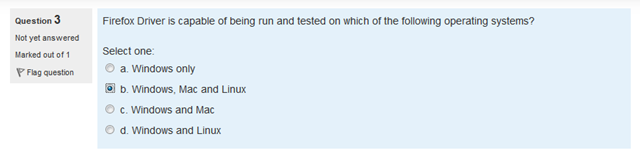 Question 3
Not yet answered
Marked out of 1
Flag question
Firefox Driver is capable of being run and tested on which of the following operating systems?
Select one:
a. Windows only
b. Windows, Mac and Linux
c. Windows and Mac
d. Windows and Linux